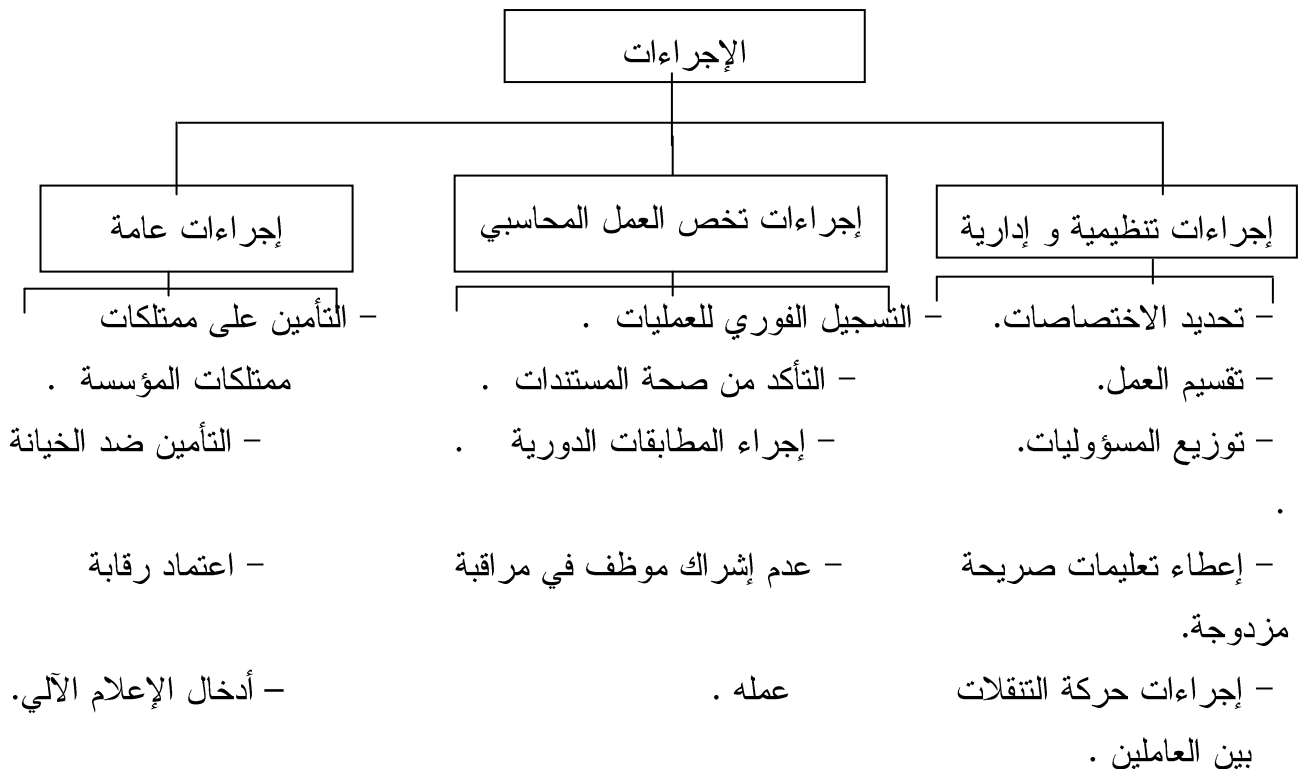 الإجراءات
إجراءات تنظيمية و إدارية
إجراءات تخص العمل المحاسبي
إجراءات عامة
- تحديد الاختصاصات. - التسجيل الفوري للعمليات . - التأمين على ممتلكات
- تقسيم العمل. - التأكد من صحة المستندات . ممتلكات المؤسسة .
- توزيع المسؤوليات. - إجراء المطابقات الدورية . - التأمين ضد الخيانة
.
- إعطاء تعليمات صريحة - عدم إشراك موظف في مراقبة - اعتماد رقابة
مزدوجة.
- إجراءات حركة التنقلات عمله . – أدخال الإعلام الآلي.
بين العاملين .